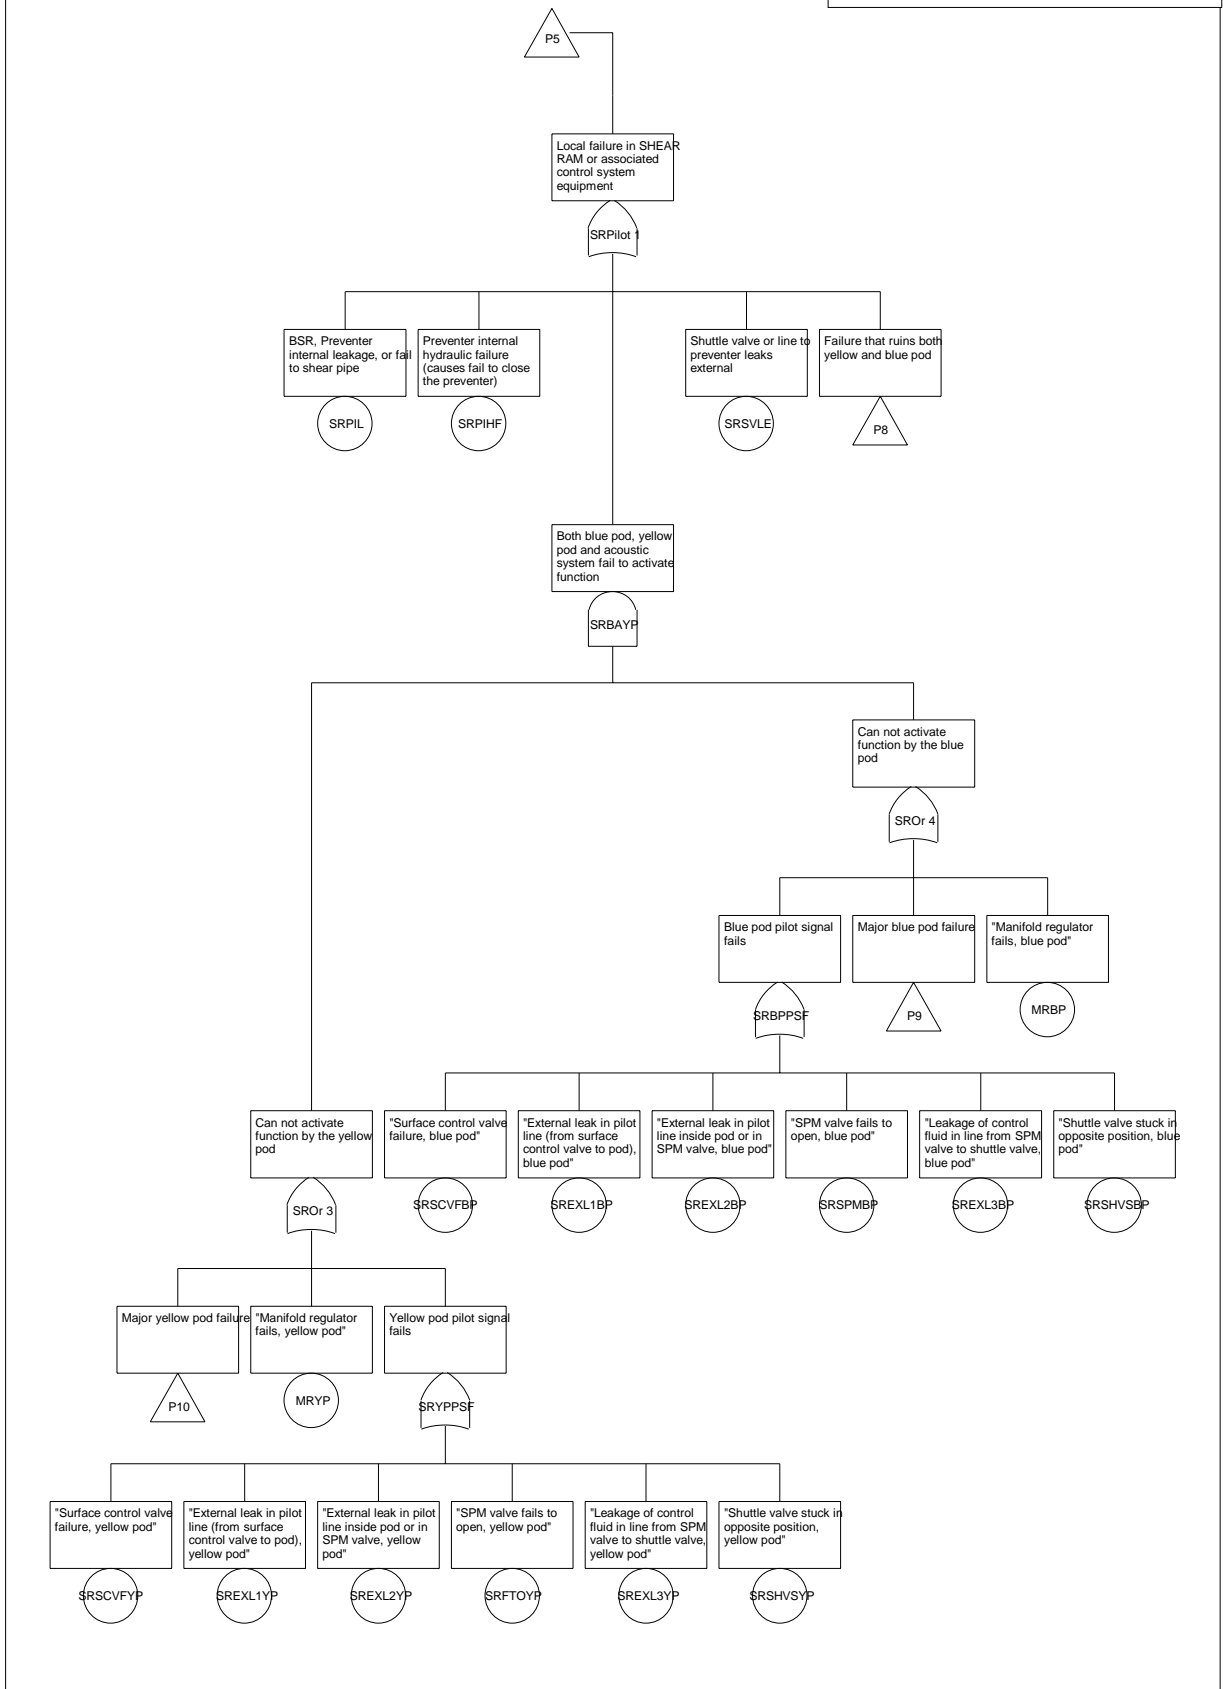 P5
Local failure in SHEAR
RAM or associated
control system
equipment
SRPilot 1
BSR, Preventer
internal leakage, or fail
to shear pipe
SRPIL
Preventer internal
hydraulic failure
(causes fail to close
the preventer)
SRPIHF
Shuttle valve or line to
preventer leaks
external
SRSVLE
Failure that ruins both
yellow and blue pod
P8
Both blue pod, yellow
pod and acoustic
system fail to activate
function
SRBAYP
Can not activate
function by the blue
pod
SROr 4
Blue pod pilot signal
fails
SRBPPSF
Major blue pod failure
P9
"Manifold regulator
fails, blue pod"
MRBP
Can not activate
function by the yellow
pod
SROr 3
"Surface control valve
failure, blue pod"
SRSCVFBP
"External leak in pilot
line (from surface
control valve to pod),
blue pod"
SREXL1BP
"External leak in pilot
line inside pod or in
SPM valve, blue pod"
SREXL2BP
"SPM valve fails to
open, blue pod"
SRSPMBP
"Leakage of control
fluid in line from SPM
valve to shuttle valve,
blue pod"
SREXL3BP
"Shuttle valve stuck in
opposite position, blue
pod"
SRSHVSBP
Major yellow pod failure
P10
"Manifold regulator
fails, yellow pod"
MRYP
Yellow pod pilot signal
fails
SRYPPSF
"Surface control valve
failure, yellow pod"
SRSCVFYP
"External leak in pilot
line (from surface
control valve to pod),
yellow pod"
SREXL1YP
"External leak in pilot
line inside pod or in
SPM valve, yellow
pod"
SREXL2YP
"SPM valve fails to
open, yellow pod"
SRFTOYP
"Leakage of control
fluid in line from SPM
valve to shuttle valve,
yellow pod"
SREXL3YP
"Shuttle valve stuck in
opposite position,
yellow pod"
SRSHVSYP